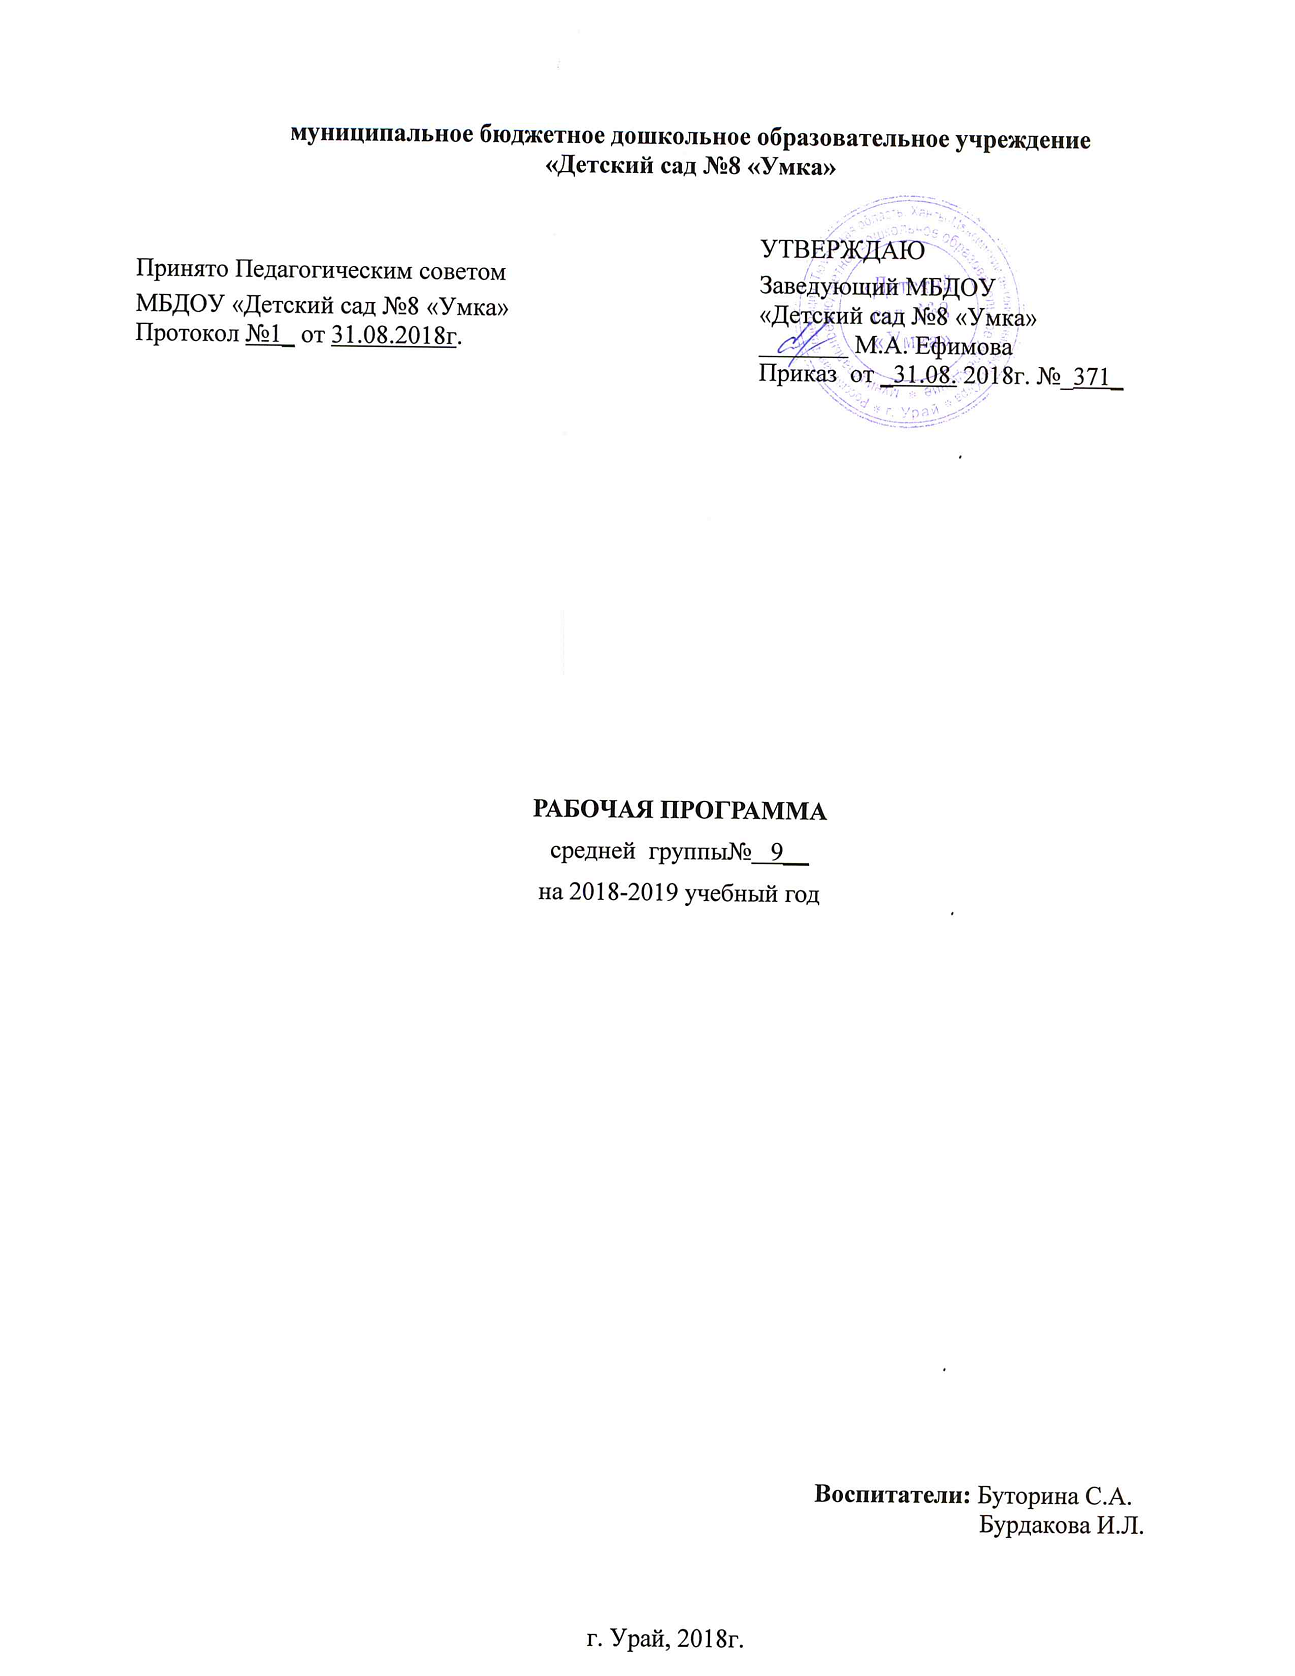 муниципальное бюджетное дошкольное образовательное учреждение
«Детский сад №8 «Умка»
Принято Педагогическим советом
МБДОУ «Детский сад №8 «Умка»
Протокол №1_ от 31.08.2018г.
УТВЕРЖДАЮ
Заведующий МБДОУ
«Детский сад №8 «Умка»
_______ М.А. Ефимова
Приказ от _31.08. 2018г. №_371_
г. Урай
РАБОЧАЯ ПРОГРАММА
средней группы№__9__
на 2018-2019 учебный год
Воспитатели: Буторина С.А.
Бурдакова И.Л.
г. Урай, 2018г.